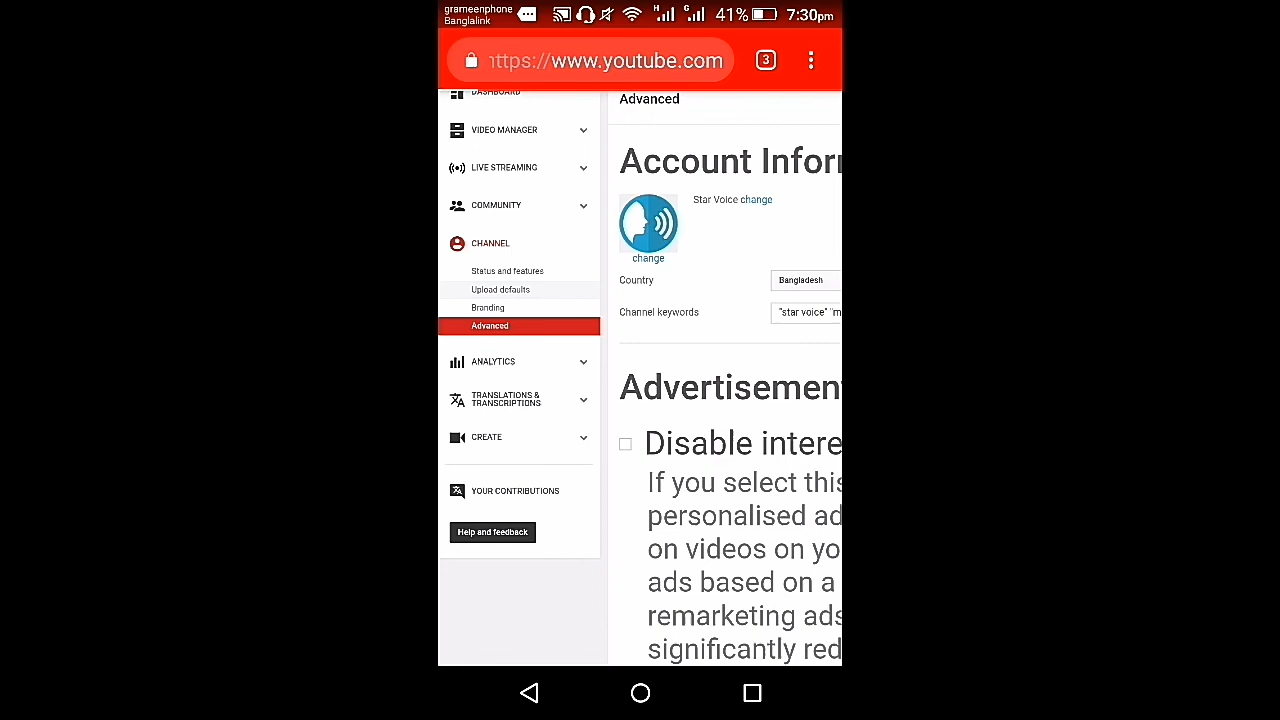 grameenphone
Banglalink
H
G
41%
7:30pm
https://www.youtube.com
3
DASHBOARD
VIDEO MANAGER
LIVE STREAMING
COMMUNITY
CHANNEL
Status and features
Upload defaults
Branding
Advanced
ANALYTICS
TRANSLATIONS &
TRANSCRIPTIONS
CREATE
YOUR CONTRIBUTIONS
Help and feedback
Advanced
Account Infor
Star Voice change
change
Country
Bangladesh
Channel keywords
"star voice" "m
Advertisemen
Disable intere
If you select this
personalised ad
on videos on yo
ads based on a
remarketing ads
significantly red